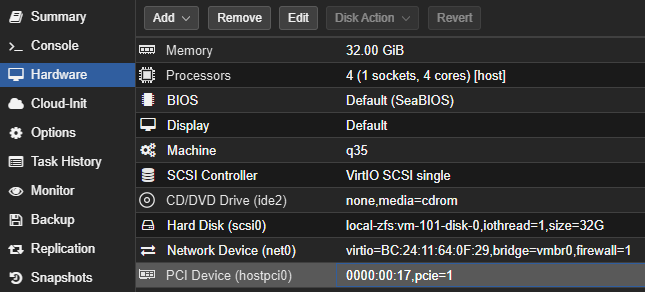 Summary
Console
Hardware
Cloud-Init
Options
Task History
Monitor
Backup
Replication
Snapshots
Add Remove Edit Disk Action Revert
Memory 32.00 GiB
Processors 4 (1 sockets, 4 cores) [host]
BIOS Default (SeaBIOS)
Display Default
Machine q35
SCSI Controller VirtIO SCSI single
CD/DVD Drive (ide2) none,media=cdrom
Hard Disk (scsi0) local-zfs:vm-101-disk-0,iothread=1,size=32G
Network Device (net0) virtio=BC:24:11:64:0F:29,bridge=vmbr0,firewall=1
PCI Device (hostpci0) 0000:00:17,pcie=1